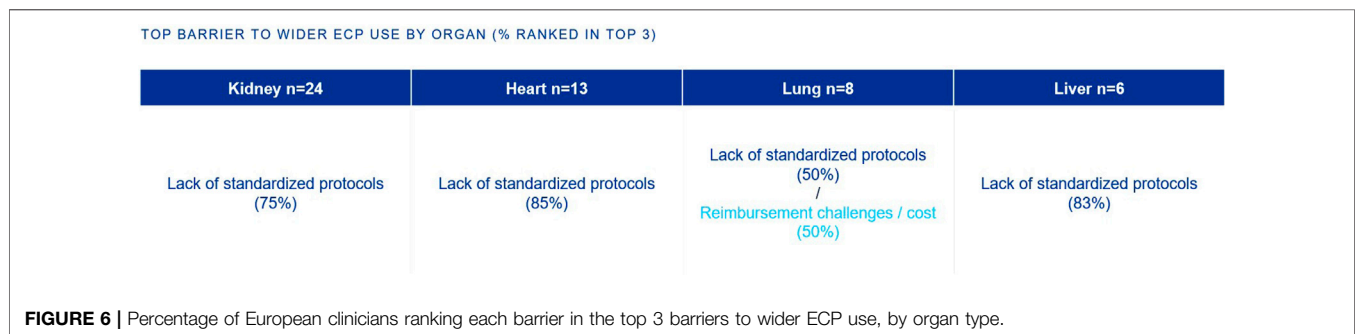 TOP BARRIER TO WIDER ECP USE BY ORGAN (% RANKED IN TOP 3)
Kidney n=24
Heart n=13
Lung n=8
Liver n=6
Lack of standardized protocols
(75%)
Lack of standardized protocols
(85%)
Lack of standardized protocols
(50%)
/
Reimbursement challenges / cost
(50%)
Lack of standardized protocols
(83%)
FIGURE 6 | Percentage of European clinicians ranking each barrier in the top 3 barriers to wider ECP use, by organ type.